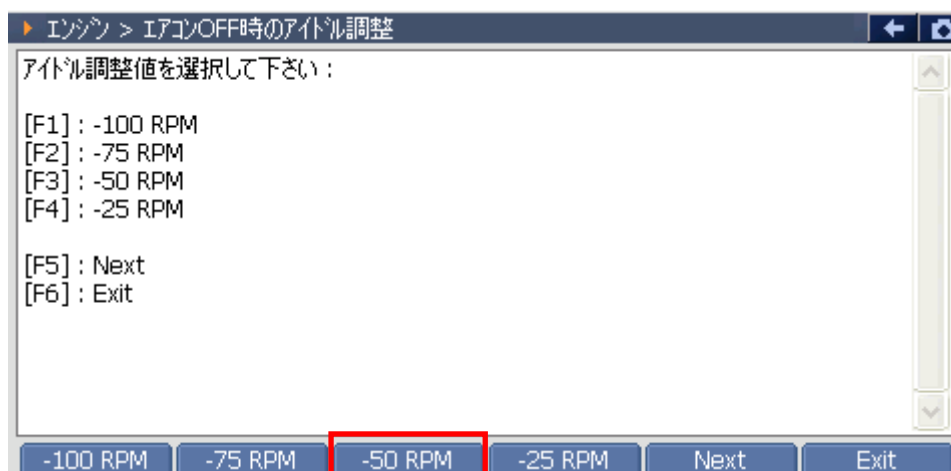 エンジン > エアコンOFF時のアイドル調整
アイドル調整値を選択して下さい：
[F1] : -100 RPM
[F2] : -75 RPM
[F3] : -50 RPM
[F4] : -25 RPM
[F5] : Next
[F6] : Exit
-100 RPM -75 RPM -50 RPM -25 RPM Next Exit